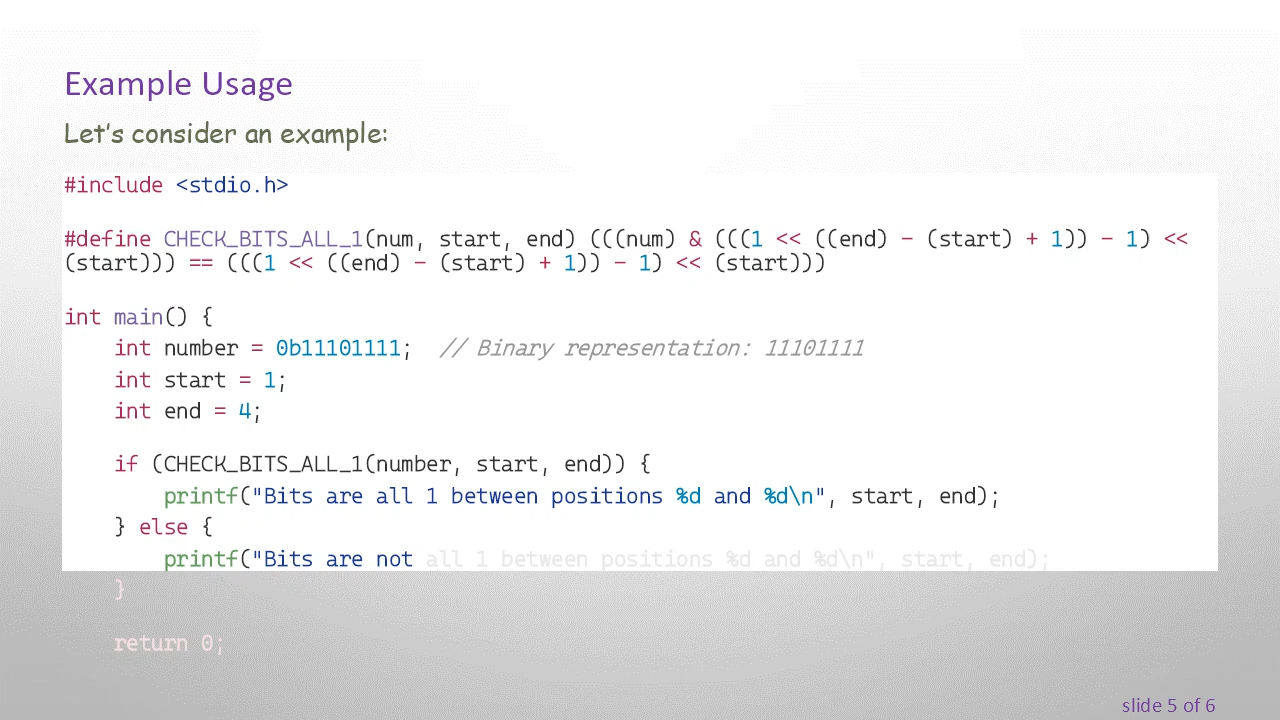 Example Usage
Let's consider an example:
#include <stdio.h>
#define CHECK_BITS_ALL_1(num, start, end) (((num) & (((1 << ((end) - (start) + 1)) - 1) <<
(start))) == (((1 << ((end) - (start) + 1)) - 1) << (start)))
int main() {
    int number = 0b11101111;  // Binary representation: 11101111
    int start = 1;
    int end = 4;
    if (CHECK_BITS_ALL_1(number, start, end)) {
        printf("Bits are all 1 between positions %d and %d\n", start, end);
    } else {
        printf("Bits are not all 1 between positions %d and %d\n", start, end);
    }
    return 0;
slide 5 of 6